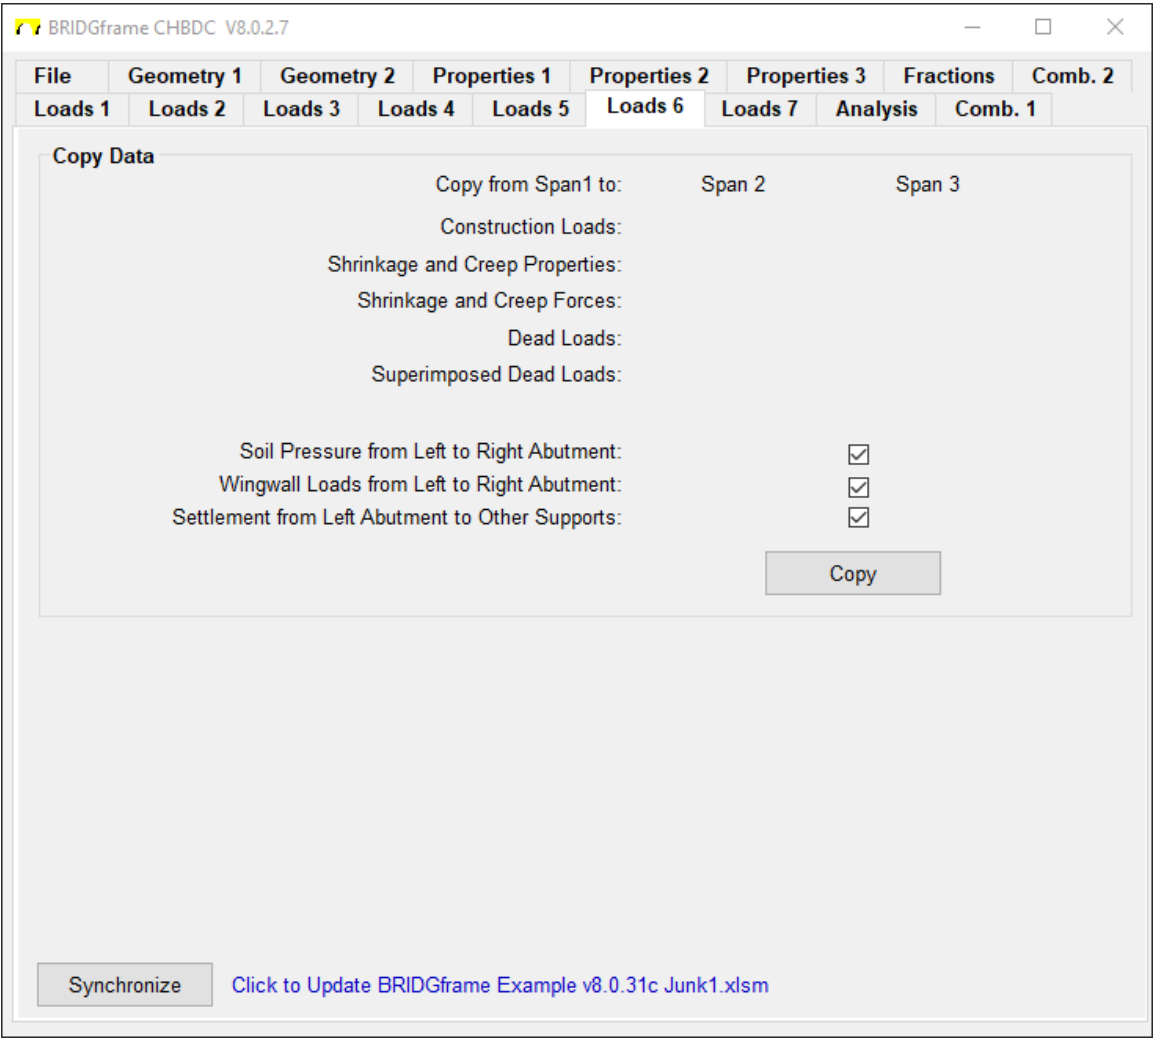 BRIDGframe CHBDC V8.0.2.7
File Geometry 1 Geometry 2 Properties 1 Properties 2 Properties 3 Fractions Comb. 2
Loads 1 Loads 2 Loads 3 Loads 4 Loads 5 Loads 6 Loads 7 Analysis Comb. 1
Copy Data
Copy from Span1 to: Span 2 Span 3
Construction Loads:
Shrinkage and Creep Properties:
Shrinkage and Creep Forces:
Dead Loads:
Superimposed Dead Loads:
Soil Pressure from Left to Right Abutment:
Wingwall Loads from Left to Right Abutment:
Settlement from Left Abutment to Other Supports:
Copy
Synchronize Click to Update BRIDGframe Example v8.0.31c Junk1.xlsm